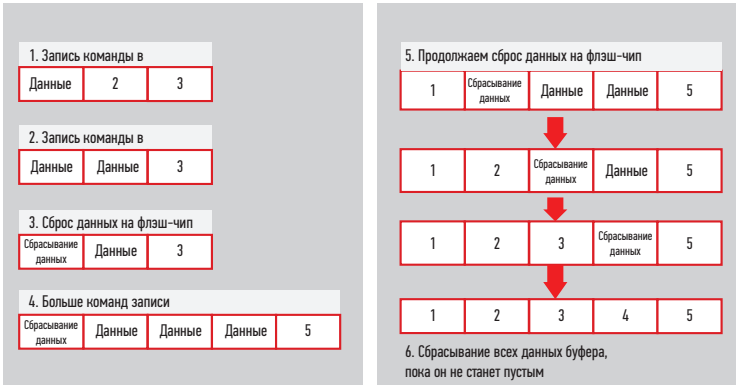 1. Запись команды в
Данные 2 3
2. Запись команды в
Данные Данные 3
3. Сброс данных на флэш-чип
Сбрасывание данных Данные 3
4. Больше команд записи
Сбрасывание данных Данные Данные Данные 5
5. Продолжаем сброс данных на флэш-чип
1 Сбрасывание данных Данные Данные 5
1 2 Сбрасывание данных Данные 5
1 2 3 Сбрасывание данных 5
1 2 3 4 5
6. Сбрасывание всех данных буфера,
пока он не станет пустым